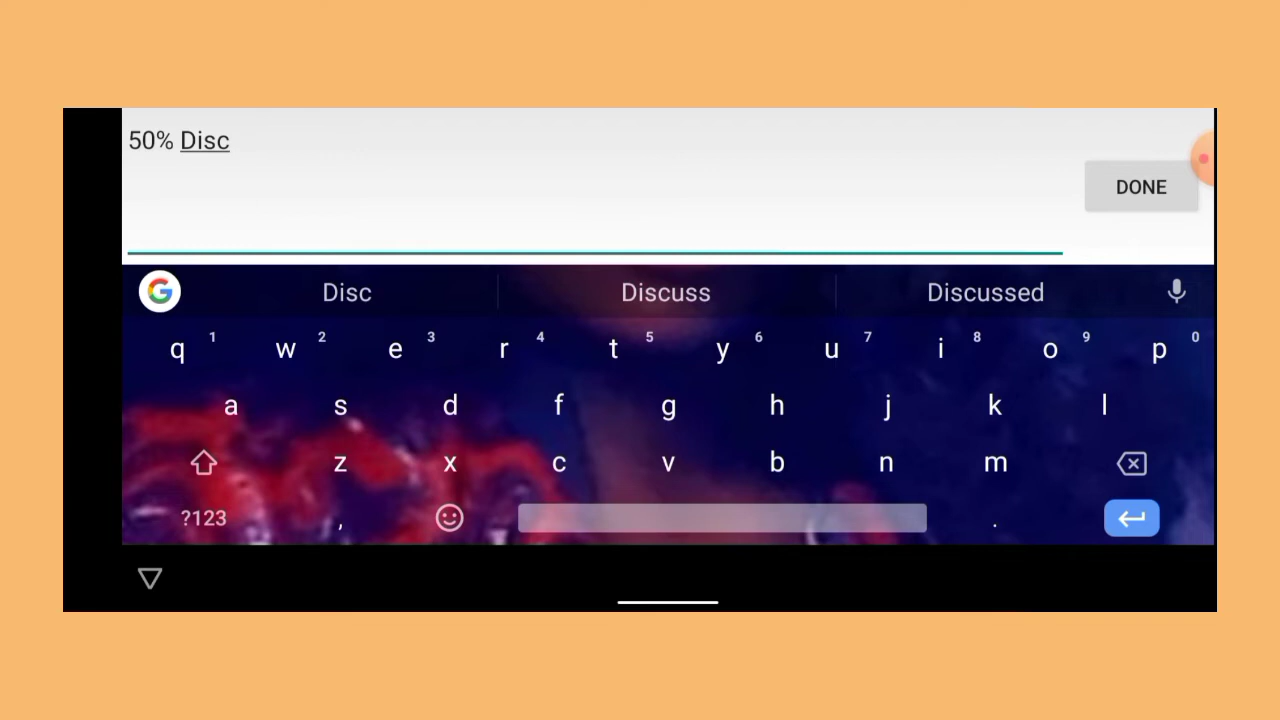 50% Disc
DONE
G Disc Discuss Discussed
q 1 w 2 e 3 r 4 t 5 y 6 u 7 i 8 o 9 p 0
a s d f g h j k l
z x c v b n m
?123 , .